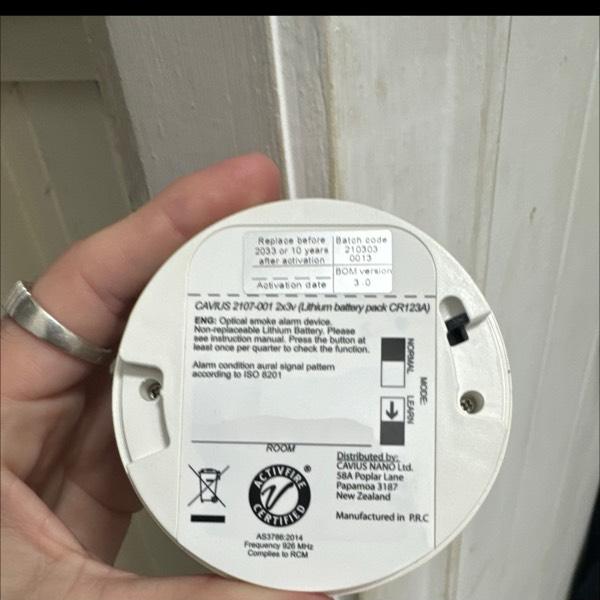 Replace before
2033 or 10 years
after activation
Activation date
Batch code
210303
0013
BOM version
3.0
CAVIUS 2107-001 2x3v (Lithium battery pack CR123A)
ENG: Optical smoke alarm device.
Non-replaceable Lithium Battery. Please
see instruction manual. Press the button at
least once per quarter to check the function.
Alarm condition aural signal pattern
according to ISO 8201
NORMAL
MODE:
LEARN
ROOM
ACTIVFIRE ®
CERTIFIED
AS3786:2014
Frequency 926 MHz
Complies to RCM
Distributed by:
CAVIUS NANO Ltd.
58A Poplar Lane
Papamoa 3187
New Zealand
Manufactured in P.R.C